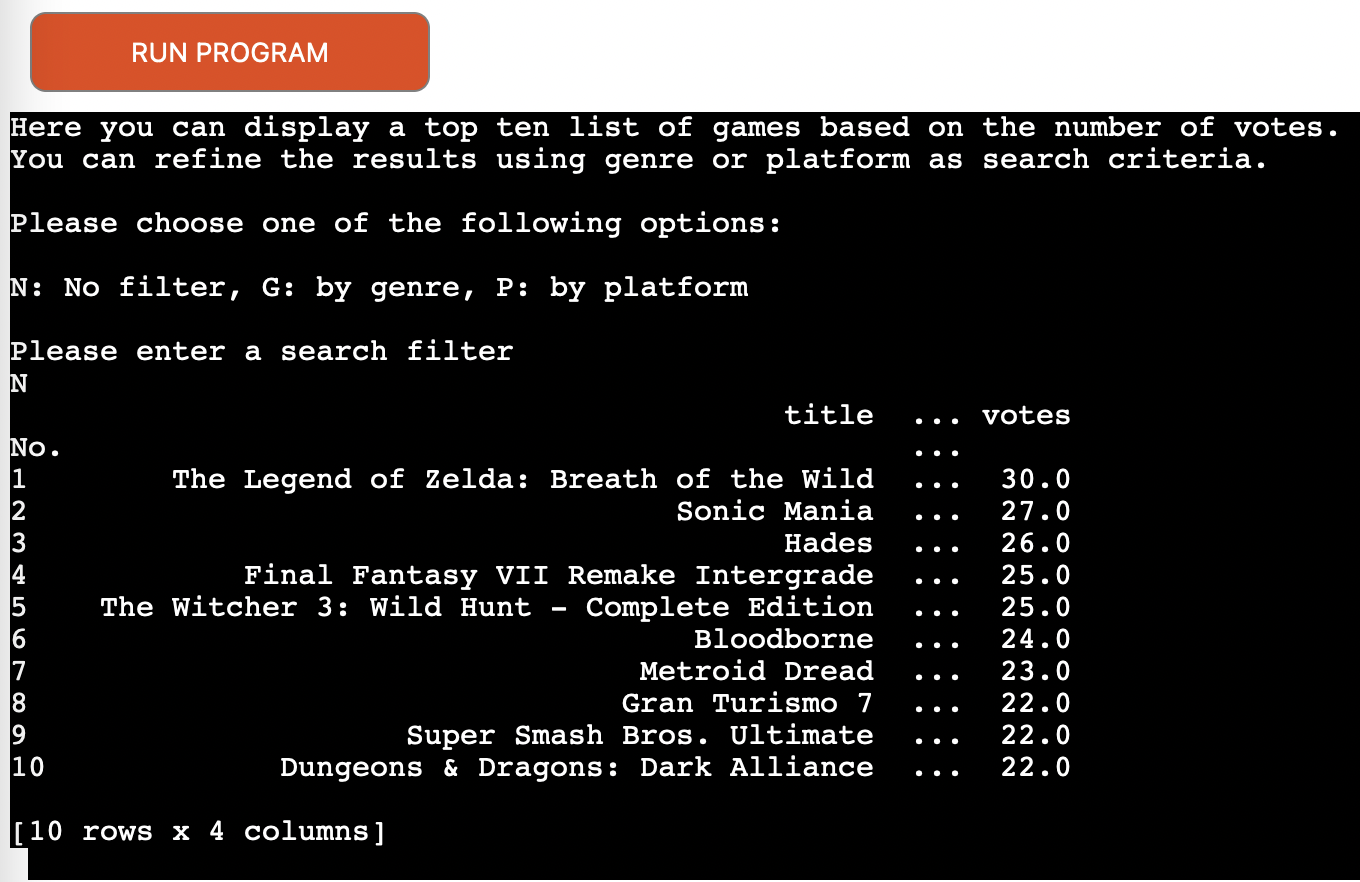 RUN PROGRAM
Here you can display a top ten list of games based on the number of votes.
You can refine the results using genre or platform as search criteria.
Please choose one of the following options:
N: No filter, G: by genre, P: by platform
Please enter a search filter
N
title ... votes
No. ...
1 The Legend of Zelda: Breath of the Wild ... 30.0
2 Sonic Mania ... 27.0
3 Hades ... 26.0
4 Final Fantasy VII Remake Intergrade ... 25.0
5 The Witcher 3: Wild Hunt – Complete Edition ... 25.0
6 Bloodborne ... 24.0
7 Metroid Dread ... 23.0
8 Gran Turismo 7 ... 22.0
9 Super Smash Bros. Ultimate ... 22.0
10 Dungeons & Dragons: Dark Alliance ... 22.0
[10 rows x 4 columns]